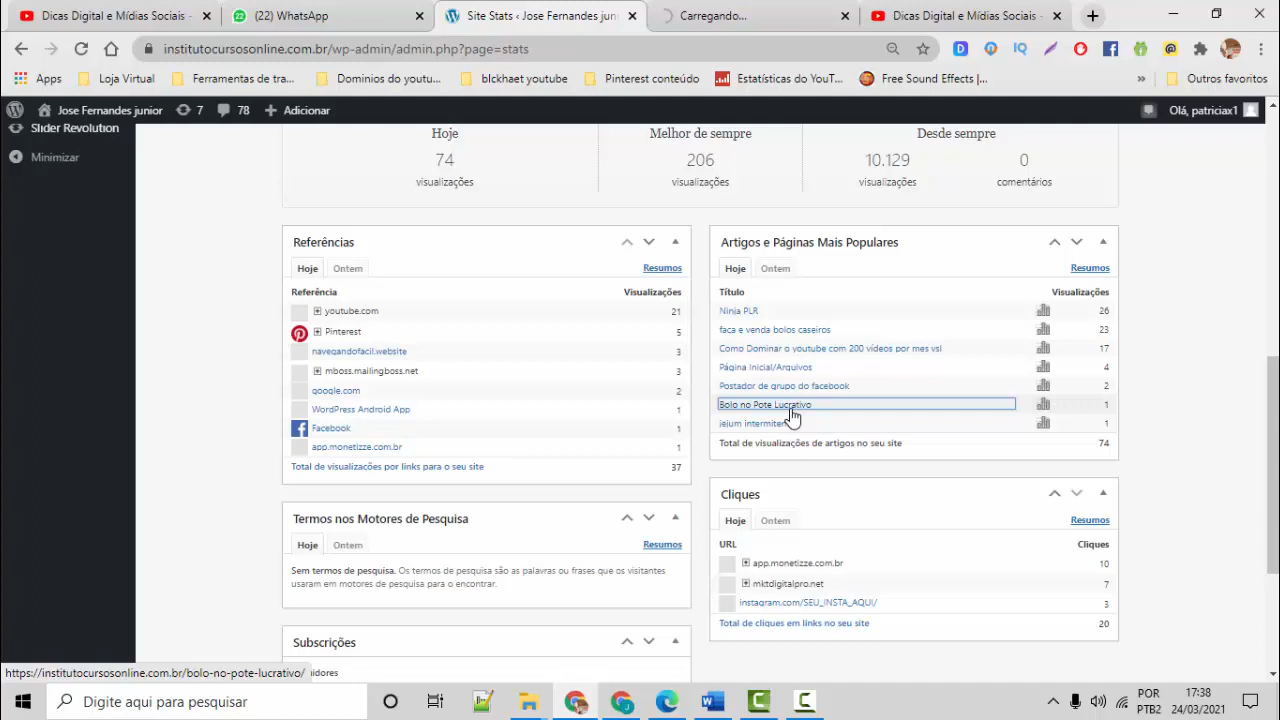 Dicas Digital e Mídias Sociais -
(22) WhatsApp
Site Stats ‹ Jose Fernandes juni
Carregando...
Dicas Digital e Mídias Sociais -
institutocursosonline.com.br/wp-admin/admin.php?page=stats
Apps
Loja Virtual
Ferramentas de tra...
Dominios do youtu...
blckhaet youtube
Pinterest conteúdo
Estatísticas do YouT...
Free Sound Effects |...
Outros favoritos
Jose Fernandes junior
7
78
Adicionar
Olá, patriciax1
Slider Revolution
Minimizar
Hoje
74
visualizações
Melhor de sempre
206
visualizações
Desde sempre
10.129
visualizações
0
comentários
Referências
Hoje
Ontem
Resumos
Referência
Visualizações
youtube.com
21
Pinterest
5
navegandofacil.website
3
mboss.mailingboss.net
3
google.com
2
WordPress Android App
1
Facebook
1
app.monetizze.com.br
1
Total de visualizações por links para o seu site
37
Termos nos Motores de Pesquisa
Hoje
Ontem
Resumos
Sem termos de pesquisa. Os termos de pesquisa são as palavras ou frases que os visitantes
usaram em motores de pesquisa para o encontrar.
Subscrições
Artigos e Páginas Mais Populares
Hoje
Ontem
Resumos
Título
Visualizações
Ninja PLR
26
faca e venda bolos caseiros
23
Como Dominar o youtube com 200 vídeos por mes vsl
17
Página Inicial/Arquivos
4
Postador de grupo do facebook
2
Bolo no Pote Lucrativo
1
jejum intermiten
1
Total de visualizações de artigos no seu site
74
Cliques
Hoje
Ontem
Resumos
URL
Cliques
app.monetizze.com.br
10
mktdigitalpro.net
7
instagram.com/SEU_INSTA_AQUI/
3
Total de cliques em links no seu site
20
https://institutocursosonline.com.br/bolo-no-pote-lucrativo/
idores
Digite aqui para pesquisar
POR
PTB2
17:38
24/03/2021